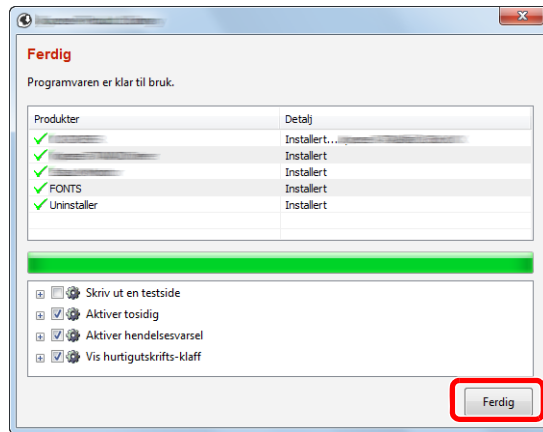 Ferdig
Programvaren er klar til bruk.
Produkter Detalj
Installert...
Installert
Installert
FONTS Installert
Uninstaller Installert
Skriv ut en testside
Aktiver tosidig
Aktiver hendelsesvarsel
Vis hurtigutskrifts-klaff
Ferdig